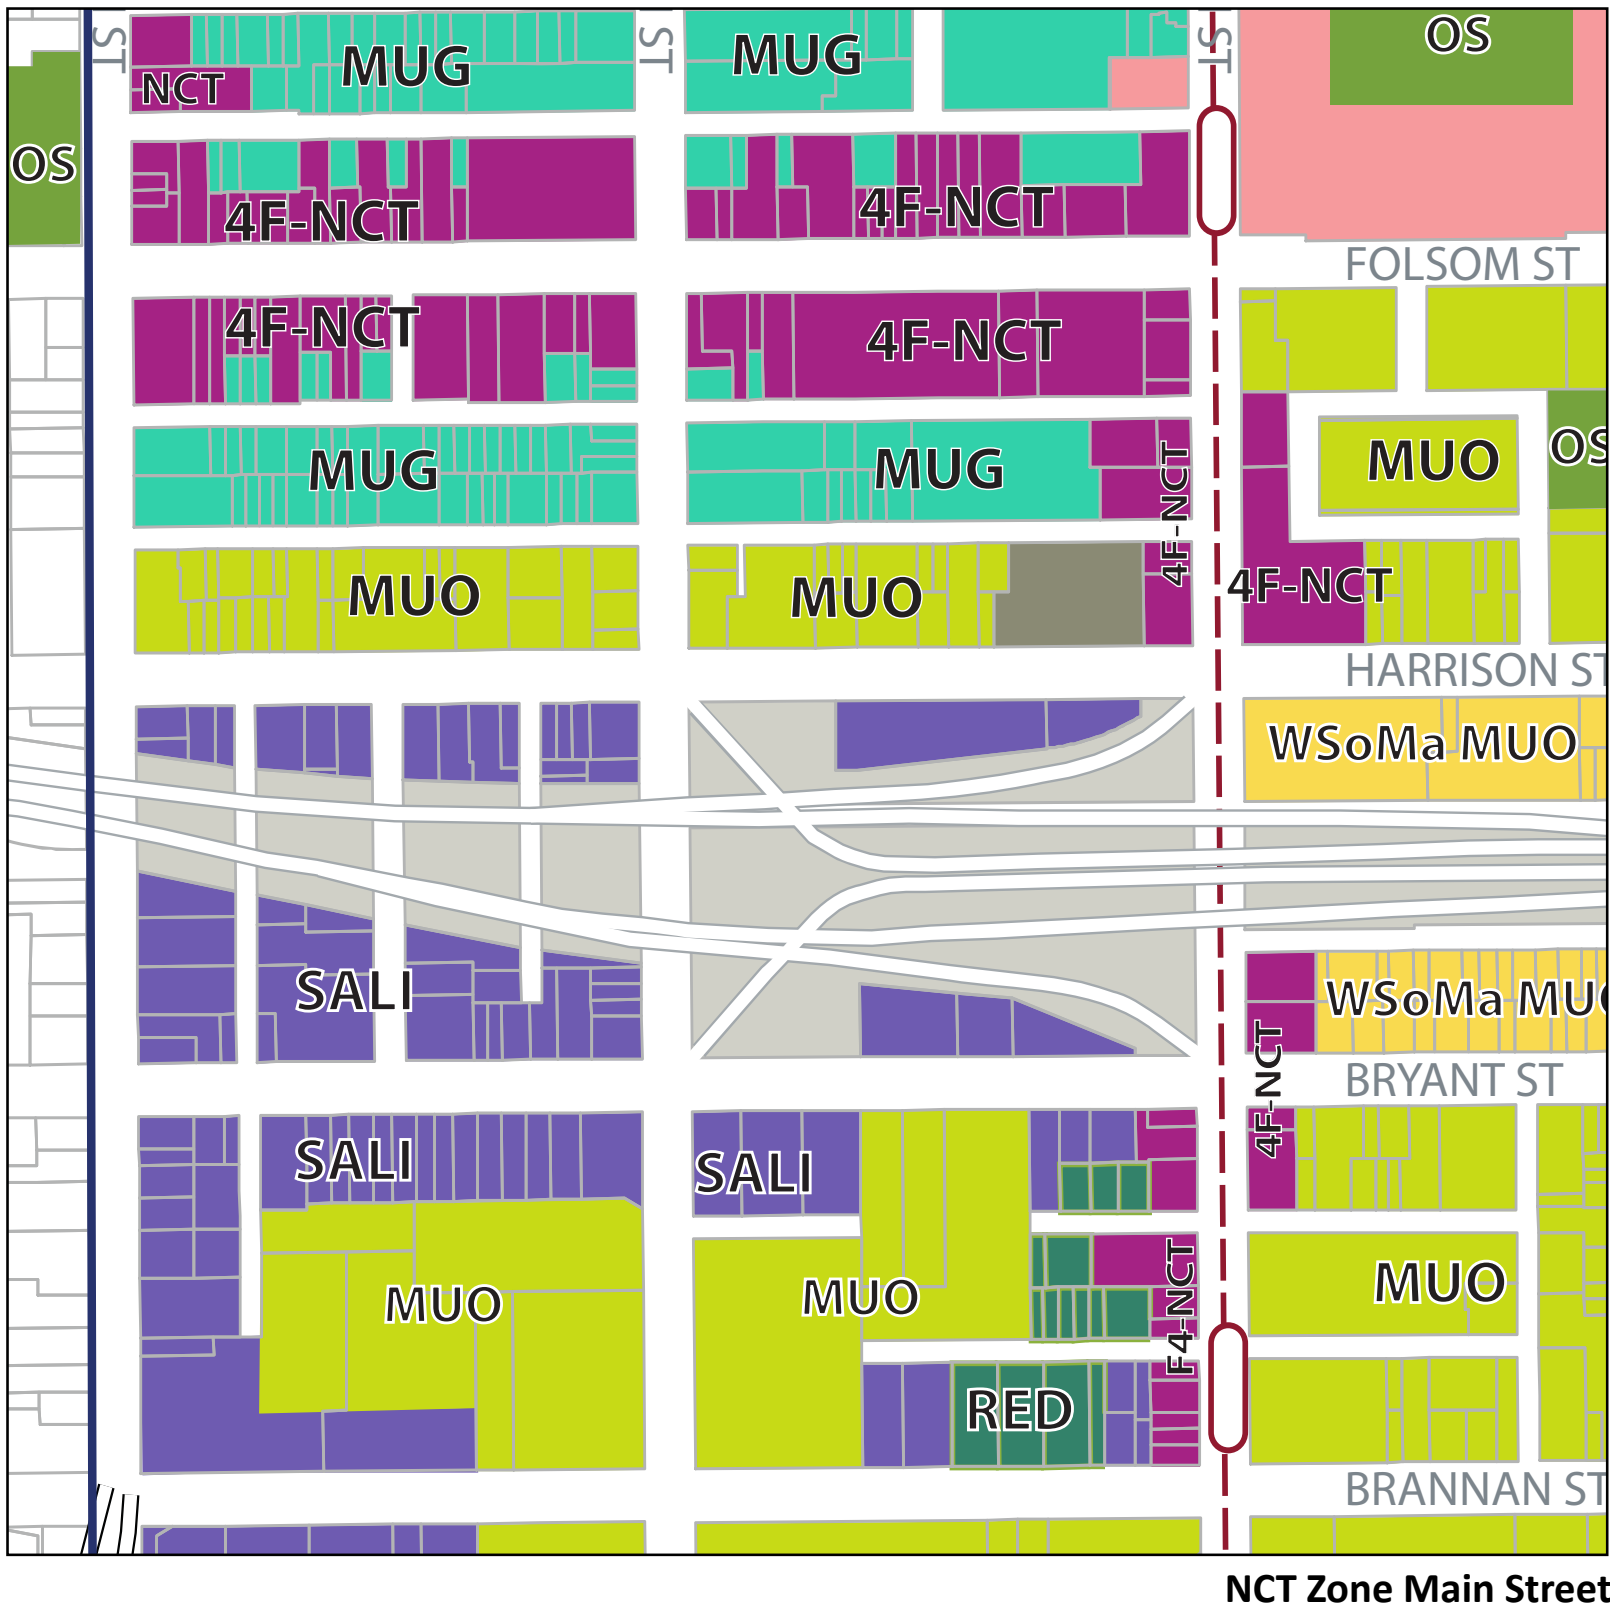 ST
ST
ST
MUG
MUG
OS
NCT
OS
4F-NCT
4F-NCT
FOLSOM ST
4F-NCT
4F-NCT
MUG
MUG
4F-NCT
MUO
OS
MUO
MUO
4F-NCT
HARRISON ST
WSoMa MUO
SALI
WSoMa MUO
4F-NCT
BRYANT ST
SALI
SALI
MUO
MUO
F4-NCT
MUO
RED
BRANNAN ST
NCT Zone Main Street